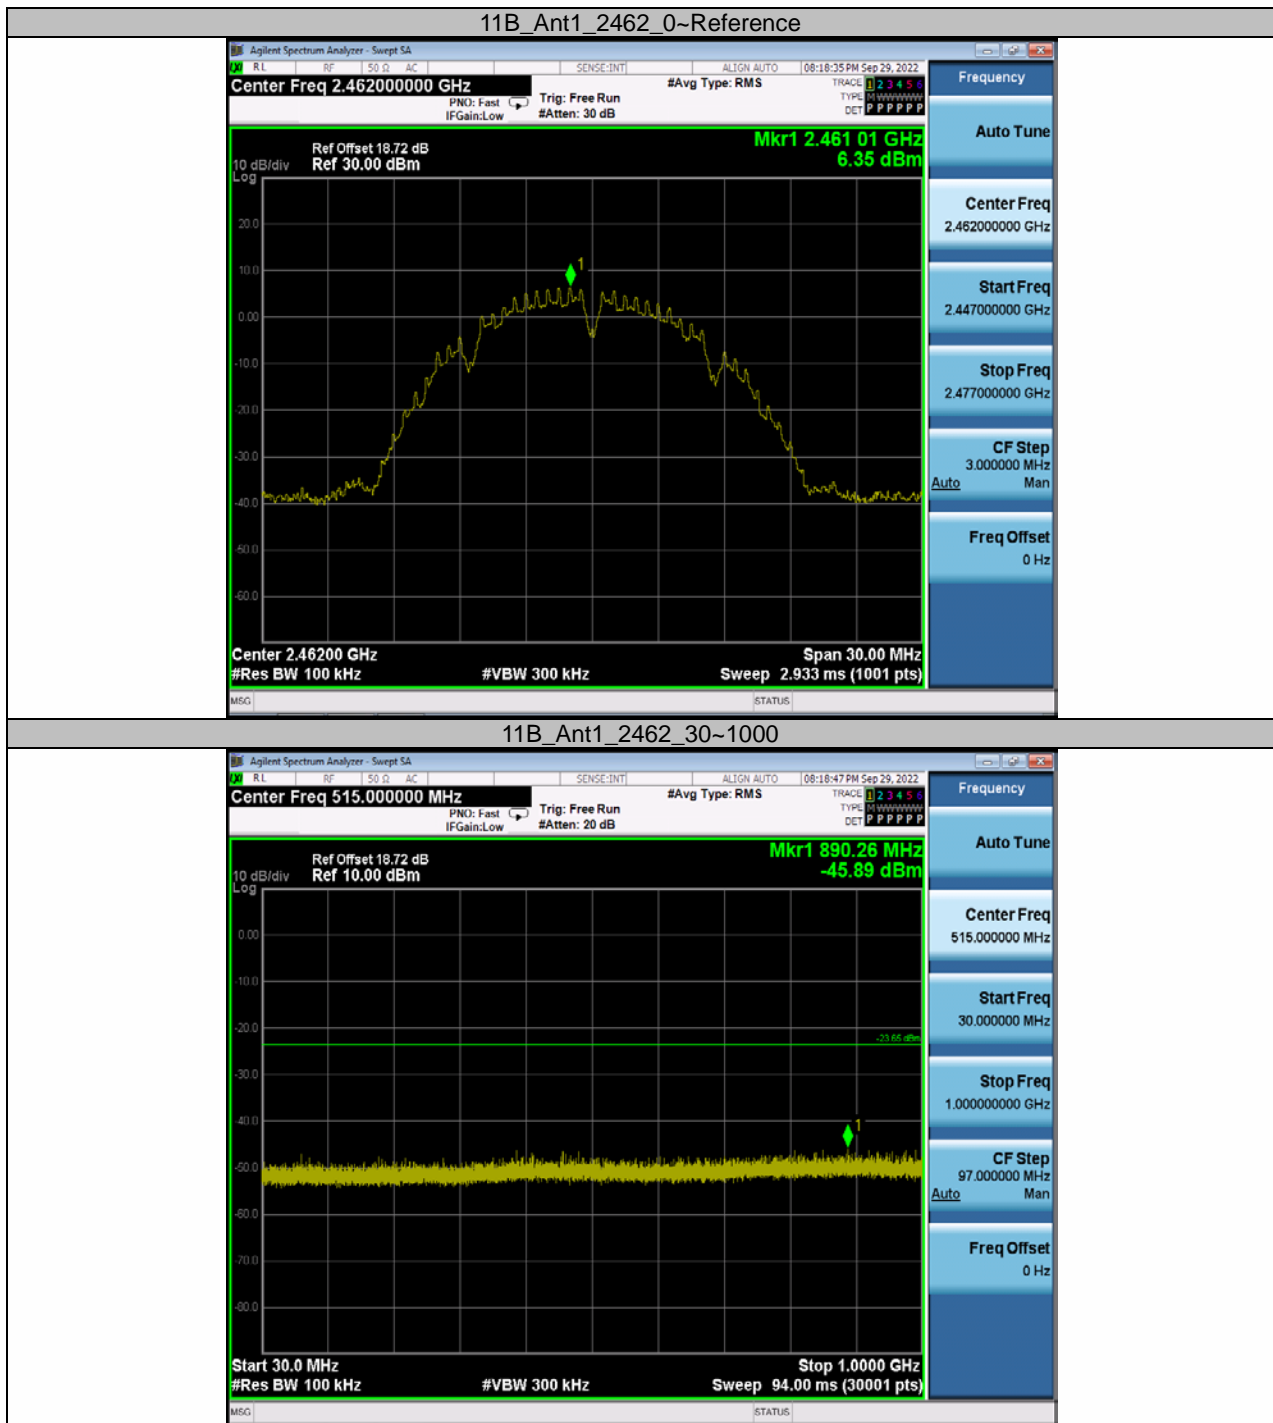 11B_Ant1_2462_0~Reference
Agilent Spectrum Analyzer - Swept SA
RL RF 50 Ω AC SENSE:INT ALIGN AUTO 08:18:35 PM Sep 29, 2022
Center Freq 2.462000000 GHz
PNO: Fast
IFGain:Low
Trig: Free Run
#Atten: 30 dB
#Avg Type: RMS
TRACE 1 2 3 4 5 6
TYPE M WWWWW
DET P P P P P P
Mkr1 2.461 01 GHz
6.35 dBm
Ref Offset 18.72 dB
10 dB/div Ref 30.00 dBm
Log
20.0
10.0
0.00
-10.0
-20.0
-30.0
-40.0
-50.0
-60.0
1
Center 2.46200 GHz Span 30.00 MHz
#Res BW 100 kHz #VBW 300 kHz Sweep 2.933 ms (1001 pts)
MSG STATUS
Frequency
Auto Tune
Center Freq
2.462000000 GHz
Start Freq
2.447000000 GHz
Stop Freq
2.477000000 GHz
CF Step
3.000000 MHz
Auto Man
Freq Offset
0 Hz
11B_Ant1_2462_30~1000
Agilent Spectrum Analyzer - Swept SA
RL RF 50 Ω AC SENSE:INT ALIGN AUTO 08:18:47 PM Sep 29, 2022
Center Freq 515.000000 MHz
PNO: Fast
IFGain:Low
Trig: Free Run
#Atten: 20 dB
#Avg Type: RMS
TRACE 1 2 3 4 5 6
TYPE M WWWWW
DET P P P P P P
Mkr1 890.26 MHz
-45.89 dBm
Ref Offset 18.72 dB
10 dB/div Ref 10.00 dBm
Log
0.00
-10.0
-20.0
-30.0
-40.0
-50.0
-60.0
-70.0
-80.0
-23.65 dBm
1
Start 30.0 MHz Stop 1.0000 GHz
#Res BW 100 kHz #VBW 300 kHz Sweep 94.00 ms (30001 pts)
MSG STATUS
Frequency
Auto Tune
Center Freq
515.000000 MHz
Start Freq
30.000000 MHz
Stop Freq
1.000000000 GHz
CF Step
97.000000 MHz
Auto Man
Freq Offset
0 Hz